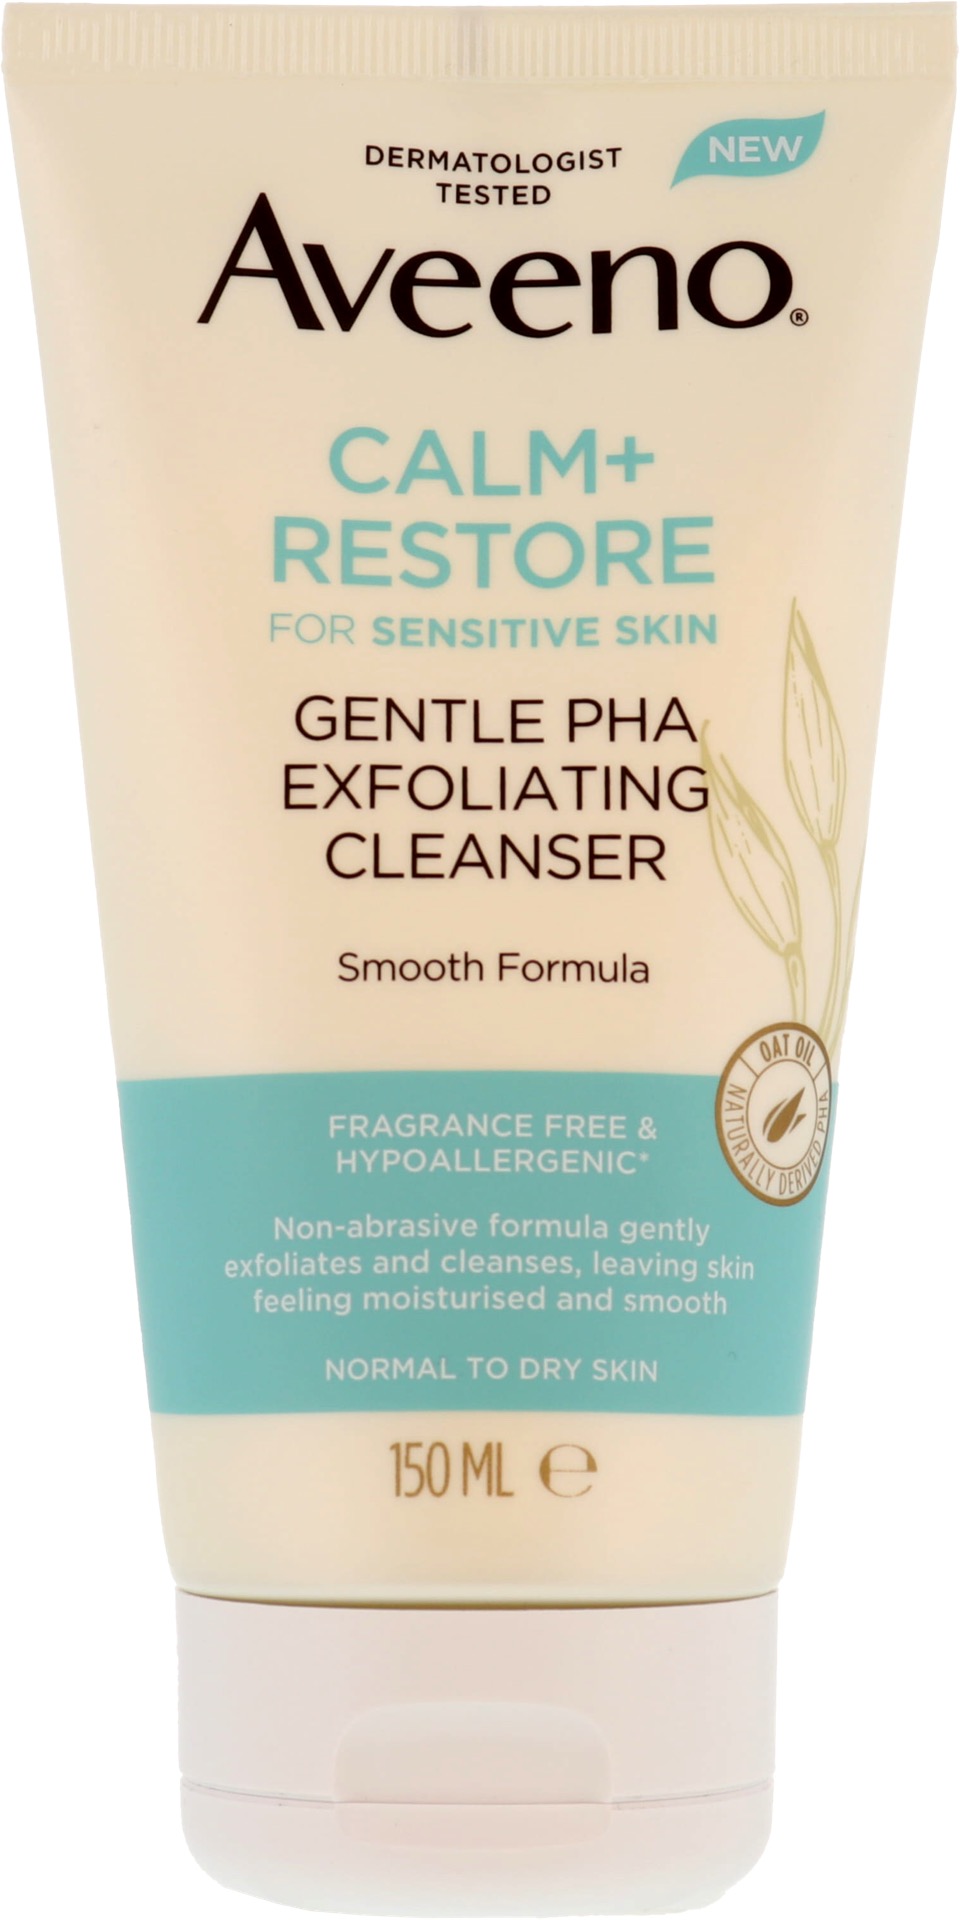 DERMATOLOGIST
TESTED
NEW
Aveeno®
CALM+
RESTORE
FOR SENSITIVE SKIN
GENTLE PHA
EXFOLIATING
CLEANSER
Smooth Formula
OAT OIL
NATURALLY DERIVED PHA
FRAGRANCE FREE &
HYPOALLERGENIC*
Non-abrasive formula gently
exfoliates and cleanses, leaving skin
feeling moisturised and smooth
NORMAL TO DRY SKIN
150 ML ℮